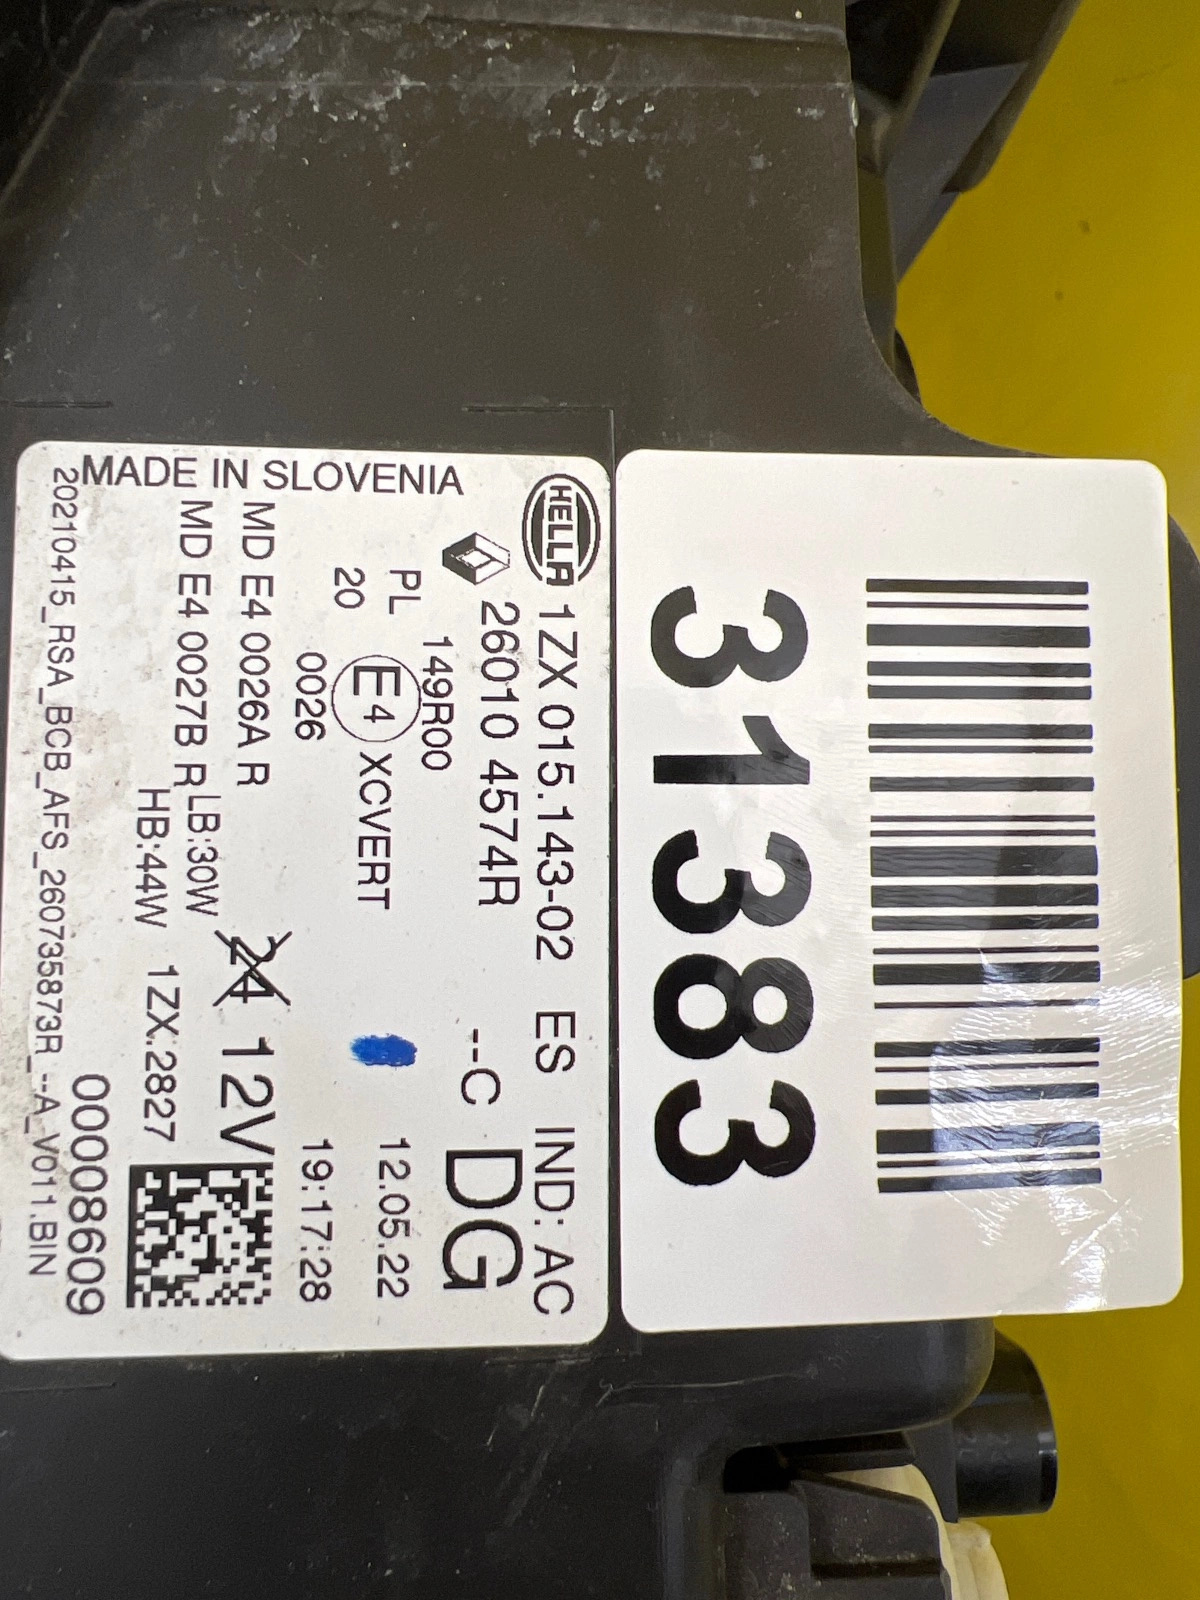 31383
HELLA 1ZX 015.143-02 ES IND: AC
26010 4574R --C DG
149R00
PL
20 E4 XCVERT 12.05.22
0026 19:17:28
MD E4 0026A R 24 12V
MD E4 0027B R LB:30W
HB:44W 1ZX.2827
MADE IN SLOVENIA 00008609
20210415_RSA_BCB_AFS_260735873R_--A_V011.BIN